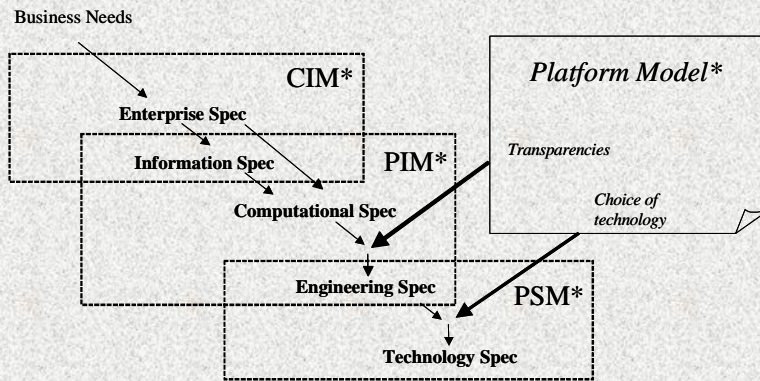 Business Needs
CIM*
Platform Model*
Enterprise Spec
Transparencies
Information Spec
PIM*
Choice of
technology
Computational Spec
Engineering Spec
PSM*
Technology Spec